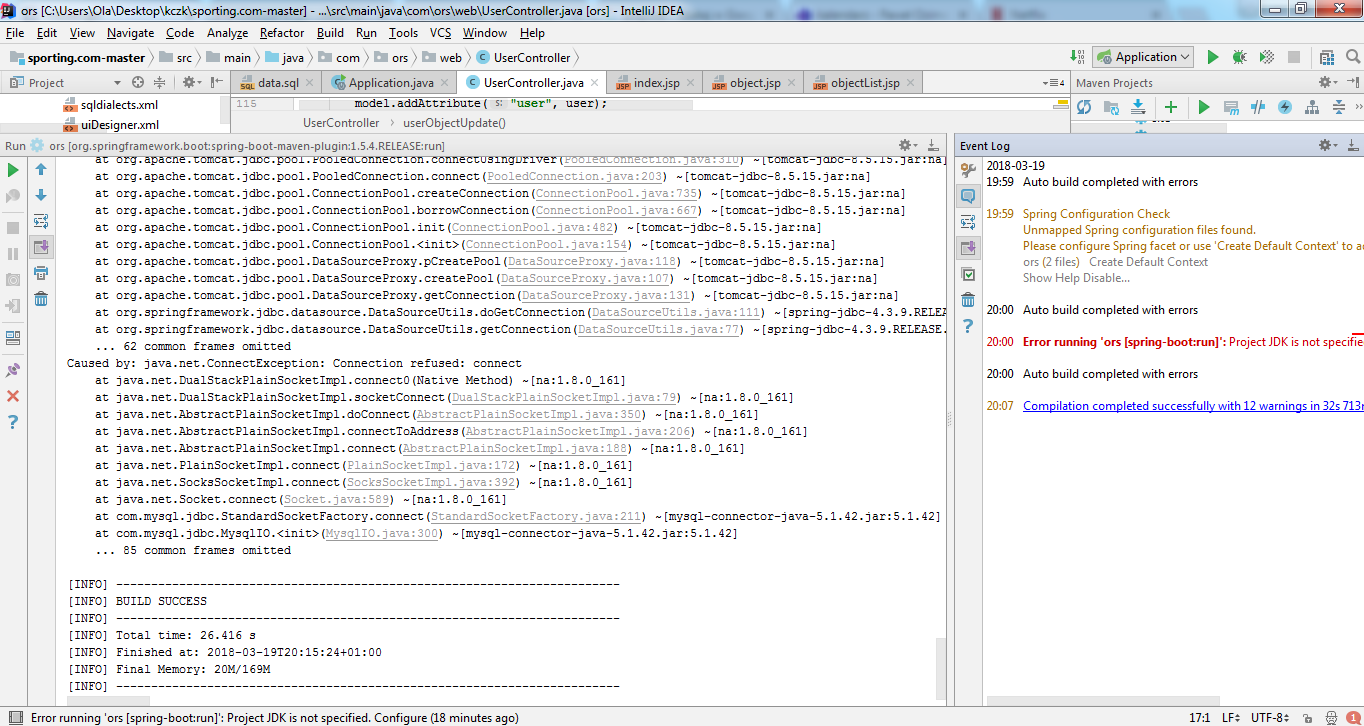 ors [C:\Users\Ola\Desktop\kczk\sporting.com-master] - ...\src\main\java\com\ors\web\UserController.java [ors] - IntelliJ IDEA
File Edit View Navigate Code Analyze Refactor Build Run Tools VCS Window Help
sporting.com-master src main java com ors web UserController Application
Project data.sql Application.java UserController.java index.jsp object.jsp objectList.jsp 4 Maven Projects
sqldialects.xml
uiDesigner.xml
115 model.addAttribute( s: "user", user);
UserController userObjectUpdate()
Run ors [org.springframework.boot:spring-boot-maven-plugin:1.5.4.RELEASE:run]
at org.apache.tomcat.jdbc.pool.PooledConnection.connectUsingDriver(PooledConnection.java:310) ~[tomcat-jdbc-8.5.15.jar:na]
at org.apache.tomcat.jdbc.pool.PooledConnection.connect(PooledConnection.java:203) ~[tomcat-jdbc-8.5.15.jar:na]
at org.apache.tomcat.jdbc.pool.ConnectionPool.createConnection(ConnectionPool.java:735) ~[tomcat-jdbc-8.5.15.jar:na]
at org.apache.tomcat.jdbc.pool.ConnectionPool.borrowConnection(ConnectionPool.java:667) ~[tomcat-jdbc-8.5.15.jar:na]
at org.apache.tomcat.jdbc.pool.ConnectionPool.init(ConnectionPool.java:482) ~[tomcat-jdbc-8.5.15.jar:na]
at org.apache.tomcat.jdbc.pool.ConnectionPool.<init>(ConnectionPool.java:154) ~[tomcat-jdbc-8.5.15.jar:na]
at org.apache.tomcat.jdbc.pool.DataSourceProxy.pCreatePool(DataSourceProxy.java:118) ~[tomcat-jdbc-8.5.15.jar:na]
at org.apache.tomcat.jdbc.pool.DataSourceProxy.createPool(DataSourceProxy.java:107) ~[tomcat-jdbc-8.5.15.jar:na]
at org.apache.tomcat.jdbc.pool.DataSourceProxy.getConnection(DataSourceProxy.java:131) ~[tomcat-jdbc-8.5.15.jar:na]
at org.springframework.jdbc.datasource.DataSourceUtils.doGetConnection(DataSourceUtils.java:111) ~[spring-jdbc-4.3.9.RELEA
at org.springframework.jdbc.datasource.DataSourceUtils.getConnection(DataSourceUtils.java:77) ~[spring-jdbc-4.3.9.RELEASE.
... 62 common frames omitted
Caused by: java.net.ConnectException: Connection refused: connect
at java.net.DualStackPlainSocketImpl.connect0(Native Method) ~[na:1.8.0_161]
at java.net.DualStackPlainSocketImpl.socketConnect(DualStackPlainSocketImpl.java:79) ~[na:1.8.0_161]
at java.net.AbstractPlainSocketImpl.doConnect(AbstractPlainSocketImpl.java:350) ~[na:1.8.0_161]
at java.net.AbstractPlainSocketImpl.connectToAddress(AbstractPlainSocketImpl.java:206) ~[na:1.8.0_161]
at java.net.AbstractPlainSocketImpl.connect(AbstractPlainSocketImpl.java:188) ~[na:1.8.0_161]
at java.net.PlainSocketImpl.connect(PlainSocketImpl.java:172) ~[na:1.8.0_161]
at java.net.SocksSocketImpl.connect(SocksSocketImpl.java:392) ~[na:1.8.0_161]
at java.net.Socket.connect(Socket.java:589) ~[na:1.8.0_161]
at com.mysql.jdbc.StandardSocketFactory.connect(StandardSocketFactory.java:211) ~[mysql-connector-java-5.1.42.jar:5.1.42]
at com.mysql.jdbc.MysqlIO.<init>(MysqlIO.java:300) ~[mysql-connector-java-5.1.42.jar:5.1.42]
... 85 common frames omitted
[INFO] ------------------------------------------------------------------------
[INFO] BUILD SUCCESS
[INFO] ------------------------------------------------------------------------
[INFO] Total time: 26.416 s
[INFO] Finished at: 2018-03-19T20:15:24+01:00
[INFO] Final Memory: 20M/169M
[INFO] ------------------------------------------------------------------------
Event Log
2018-03-19
19:59 Auto build completed with errors
19:59 Spring Configuration Check
Unmapped Spring configuration files found.
Please configure Spring facet or use 'Create Default Context' to a
ors (2 files) Create Default Context
Show Help Disable...
20:00 Auto build completed with errors
20:00 Error running 'ors [spring-boot:run]': Project JDK is not specifie
20:00 Auto build completed with errors
20:07 Compilation completed successfully with 12 warnings in 32s 713
Error running 'ors [spring-boot:run]': Project JDK is not specified. Configure (18 minutes ago) 17:1 LF UTF-8 1